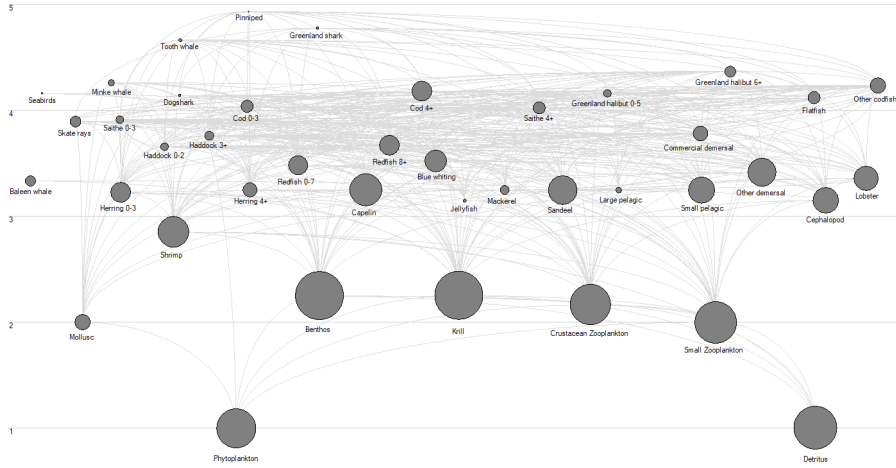 5
Pinniped
Greenland shark
Tooth whale
Greenland halibut 6+
Minke whale
Seabirds
Dogshark
Cod 4+
Greenland halibut 0-5
Other codfish
4
Flatfish
Cod 0-3
Saithe 4+
Skate rays
Saithe 0-3
Haddock 3+
Commercial demersal
Haddock 0-2
Redfish 8+
Blue whiting
Redfish 0-7
Baleen whale
Other demersal
Lobster
Herring 0-3
Herring 4+
Capelin
Jellyfish
Mackerel
Sandeel
Large pelagic
Small pelagic
Cephalopod
3
Shrimp
Benthos
Krill
Crustacean Zooplankton
Small Zooplankton
2
Mollusc
1
Phytoplankton
Detritus